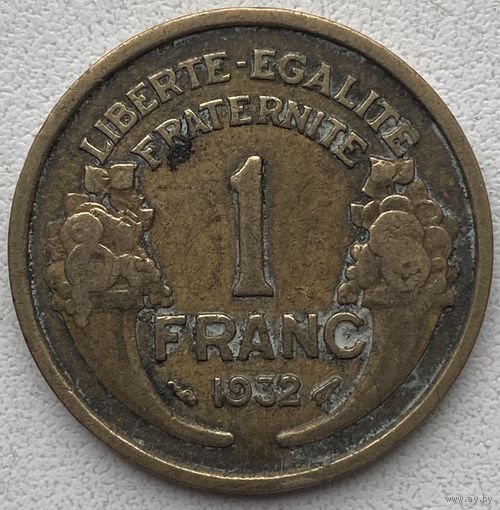 LIBERTE-EGALITE
FRATERNITE
1
FRANC
1932
www.ay.by